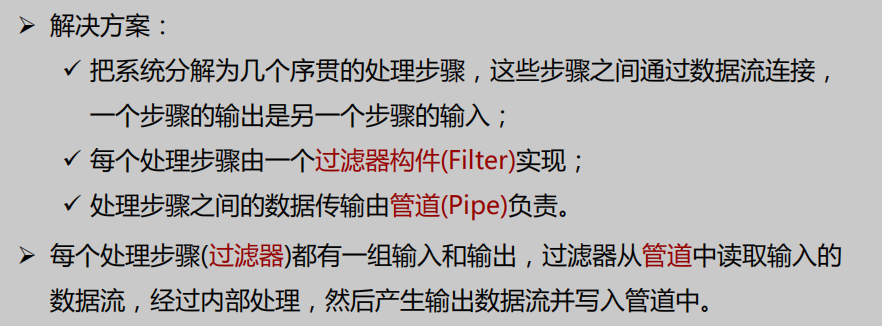 ➢ 解决方案：
✓ 把系统分解为几个序贯的处理步骤，这些步骤之间通过数据流连接，
一个步骤的输出是另一个步骤的输入；
✓ 每个处理步骤由一个过滤器构件(Filter)实现；
✓ 处理步骤之间的数据传输由管道(Pipe)负责。
➢ 每个处理步骤(过滤器)都有一组输入和输出，过滤器从管道中读取输入的
数据流，经过内部处理，然后产生输出数据流并写入管道中。